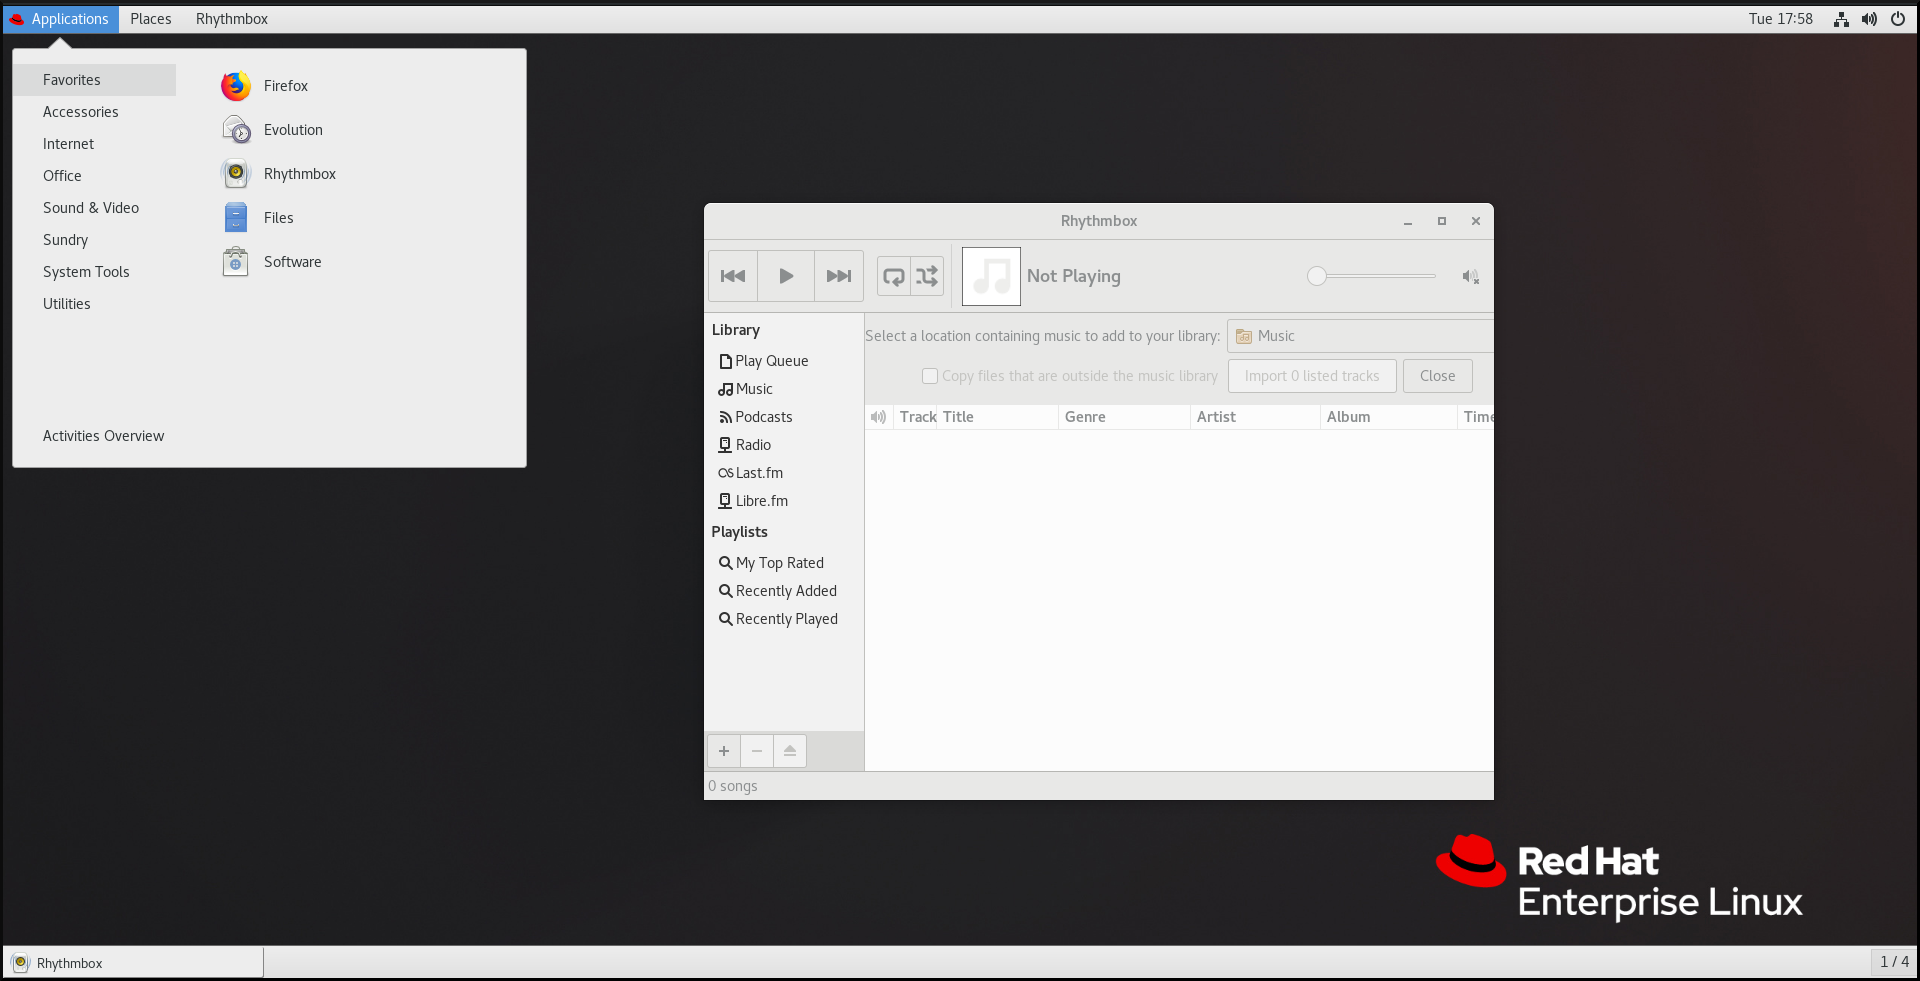 Applications Places Rhythmbox Tue 17:58
Favorites
Accessories
Internet
Office
Sound & Video
Sundry
System Tools
Utilities
Activities Overview
Firefox
Evolution
Rhythmbox
Files
Software
Rhythmbox
Not Playing
Library
Play Queue
Music
Podcasts
Radio
Last.fm
Libre.fm
Playlists
My Top Rated
Recently Added
Recently Played
Select a location containing music to add to your library: Music
Copy files that are outside the music library Import 0 listed tracks Close
Track Title Genre Artist Album Time
0 songs
Red Hat
Enterprise Linux
Rhythmbox 1 / 4